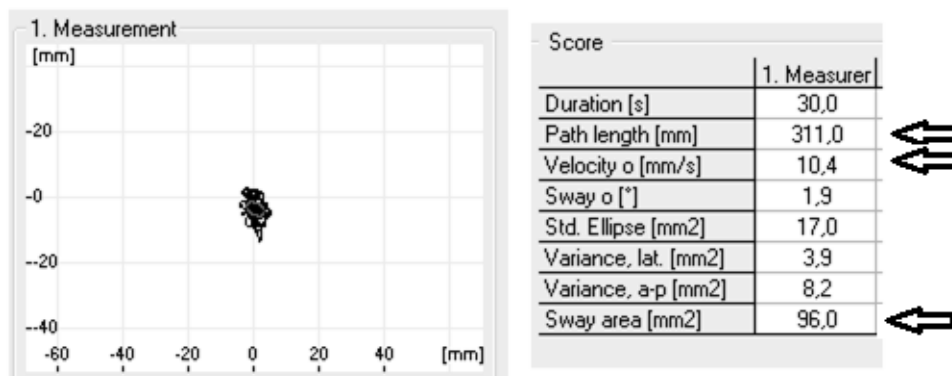 1. Measurement
[mm]
-20
-0
--20
--40
-60 -40 -20 0 20 40 [mm]
Score
1. Measurer
Duration [s] 30,0
Path length [mm] 311,0
Velocity o [mm/s] 10,4
Sway o [°] 1,9
Std. Ellipse [mm2] 17,0
Variance, lat. [mm2] 3,9
Variance, a-p [mm2] 8,2
Sway area [mm2] 96,0